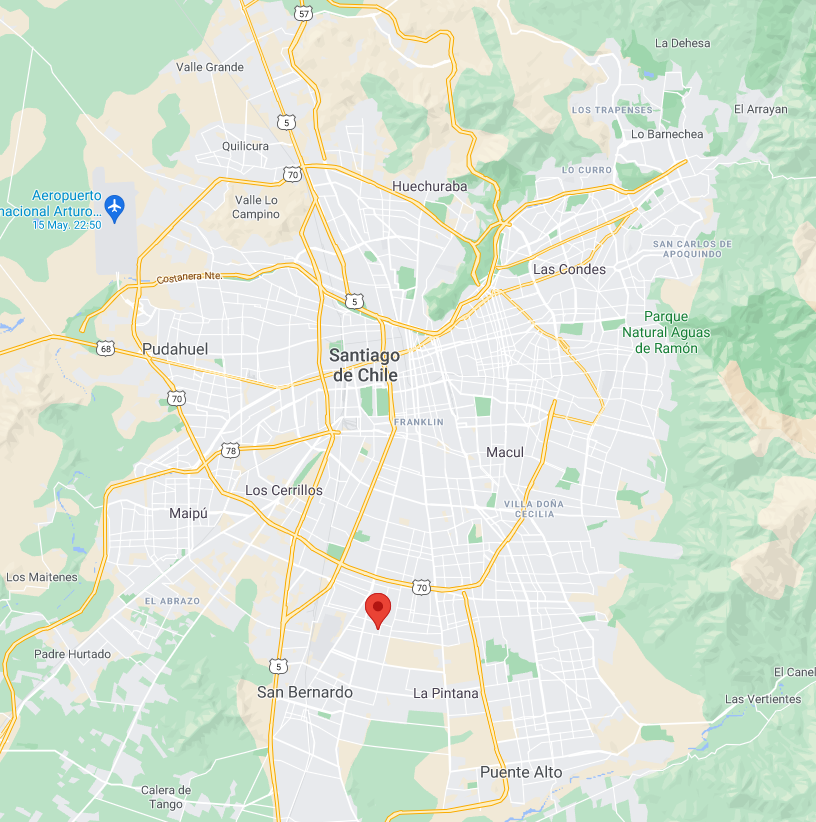 57
La Dehesa
Valle Grande
LOS TRAPENSES
El Arrayan
5
Lo Barnechea
Quilicura
70
LO CURRO
Huechuraba
Aeropuerto
nacional Arturo...
15 May. 22:50
Valle Lo
Campino
SAN CARLOS DE
APOQUINDO
Las Condes
Costanera Nte.
5
Parque
Natural Aguas
de Ramón
68
Pudahuel
Santiago
de Chile
70
FRANKLIN
78
Macul
Los Cerrillos
VILLA DOÑA
CECILIA
Maipú
Los Maitenes
70
EL ABRAZO
Padre Hurtado
5
El Canel
San Bernardo
La Pintana
Las Vertientes
Puente Alto
Calera de
Tango